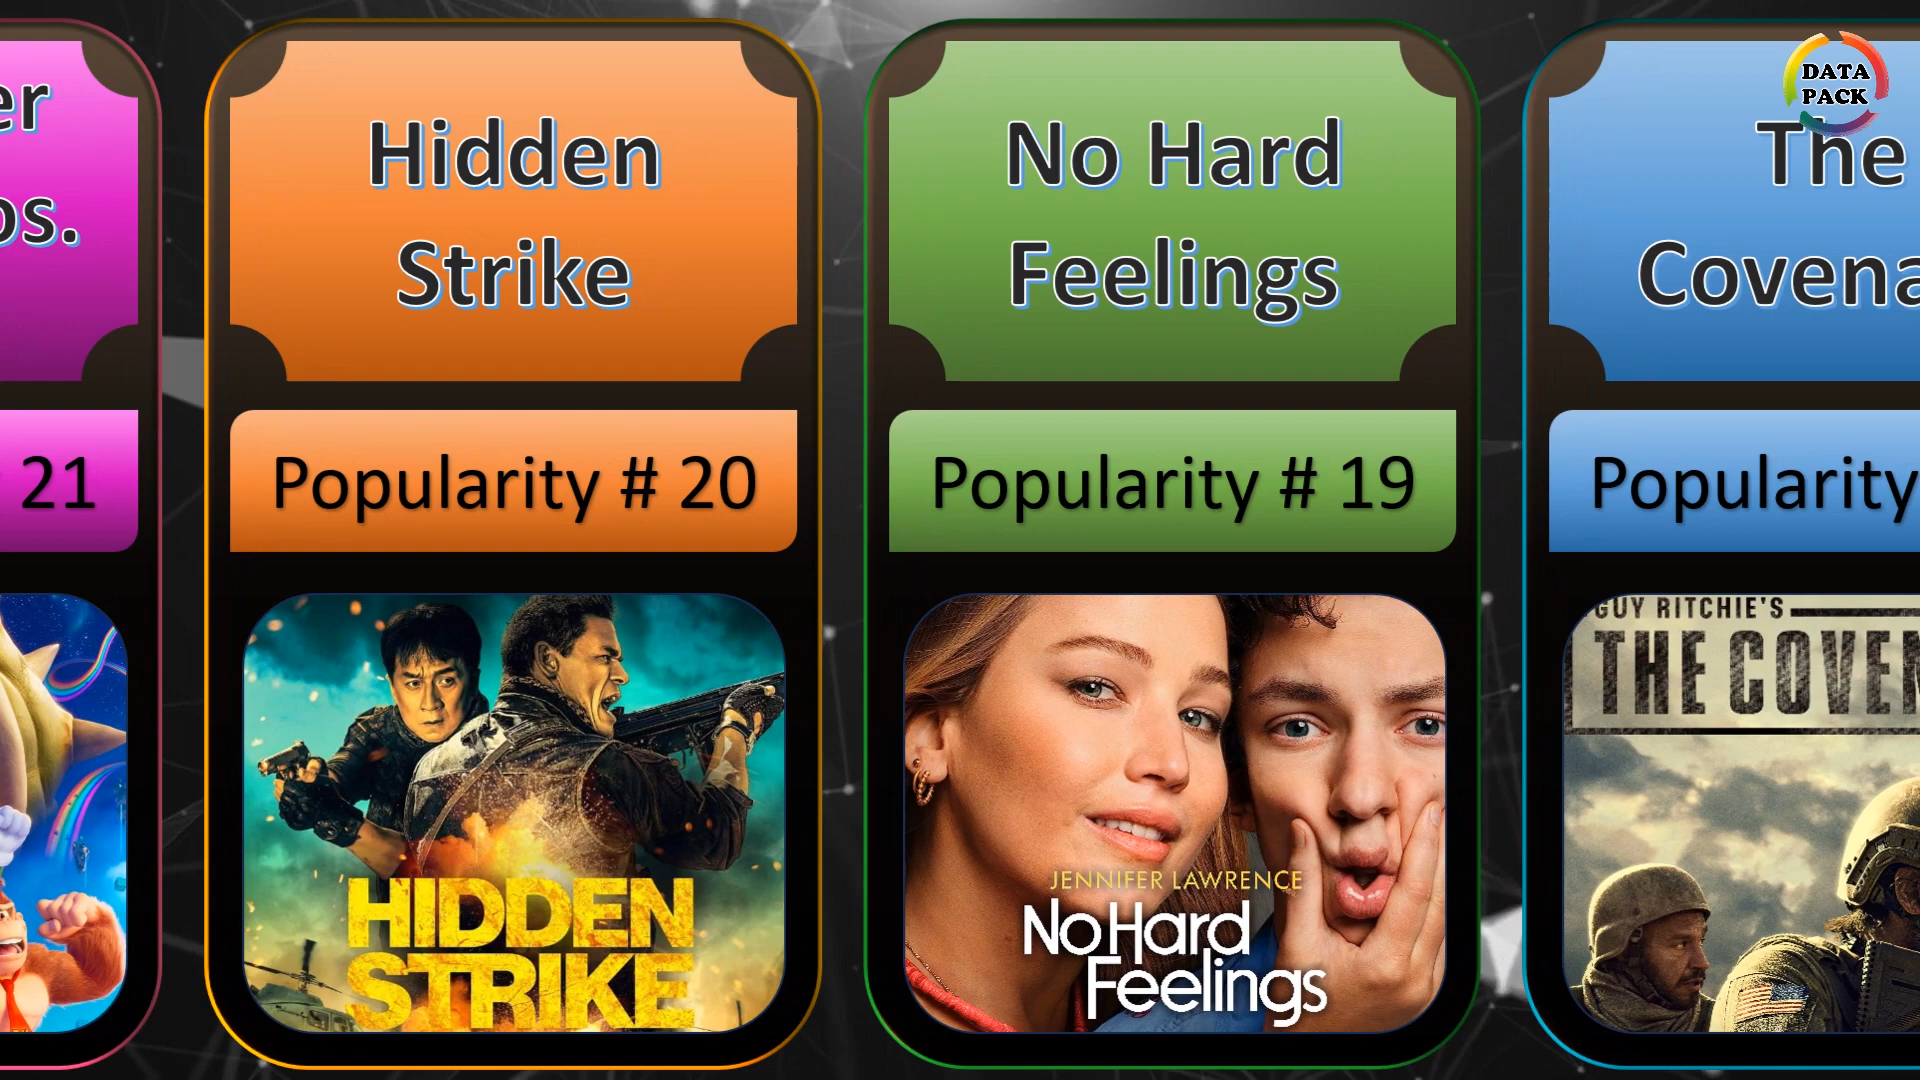 er
os.
21
Hidden
Strike
Popularity # 20
HIDDEN
STRIKE
No Hard
Feelings
Popularity # 19
JENNIFER LAWRENCE
No Hard
Feelings
DATA
PACK
The
Covena
Popularity
GUY RITCHIE'S
THE COVEN